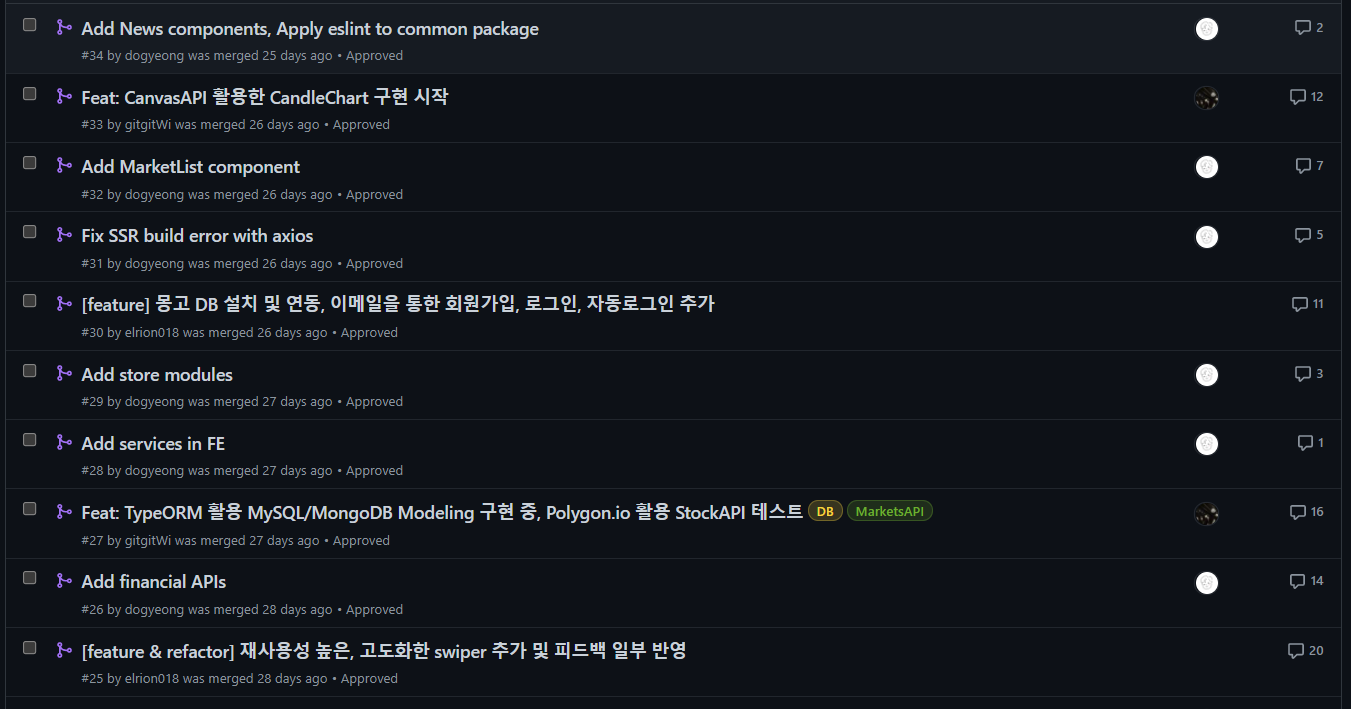 Add News components, Apply eslint to common package
2
#34 by dogyeong was merged 25 days ago • Approved
Feat: CanvasAPI 활용한 CandleChart 구현 시작
12
#33 by gitgitWi was merged 26 days ago • Approved
Add MarketList component
7
#32 by dogyeong was merged 26 days ago • Approved
Fix SSR build error with axios
5
#31 by dogyeong was merged 26 days ago • Approved
[feature] 몽고 DB 설치 및 연동, 이메일을 통한 회원가입, 로그인, 자동로그인 추가
11
#30 by elrion018 was merged 26 days ago • Approved
Add store modules
3
#29 by dogyeong was merged 27 days ago • Approved
Add services in FE
1
#28 by dogyeong was merged 27 days ago • Approved
Feat: TypeORM 활용 MySQL/MongoDB Modeling 구현 중, Polygon.io 활용 StockAPI 테스트 DB MarketsAPI
16
#27 by gitgitWi was merged 27 days ago • Approved
Add financial APIs
14
#26 by dogyeong was merged 28 days ago • Approved
[feature & refactor] 재사용성 높은, 고도화한 swiper 추가 및 피드백 일부 반영
20
#25 by elrion018 was merged 28 days ago • Approved